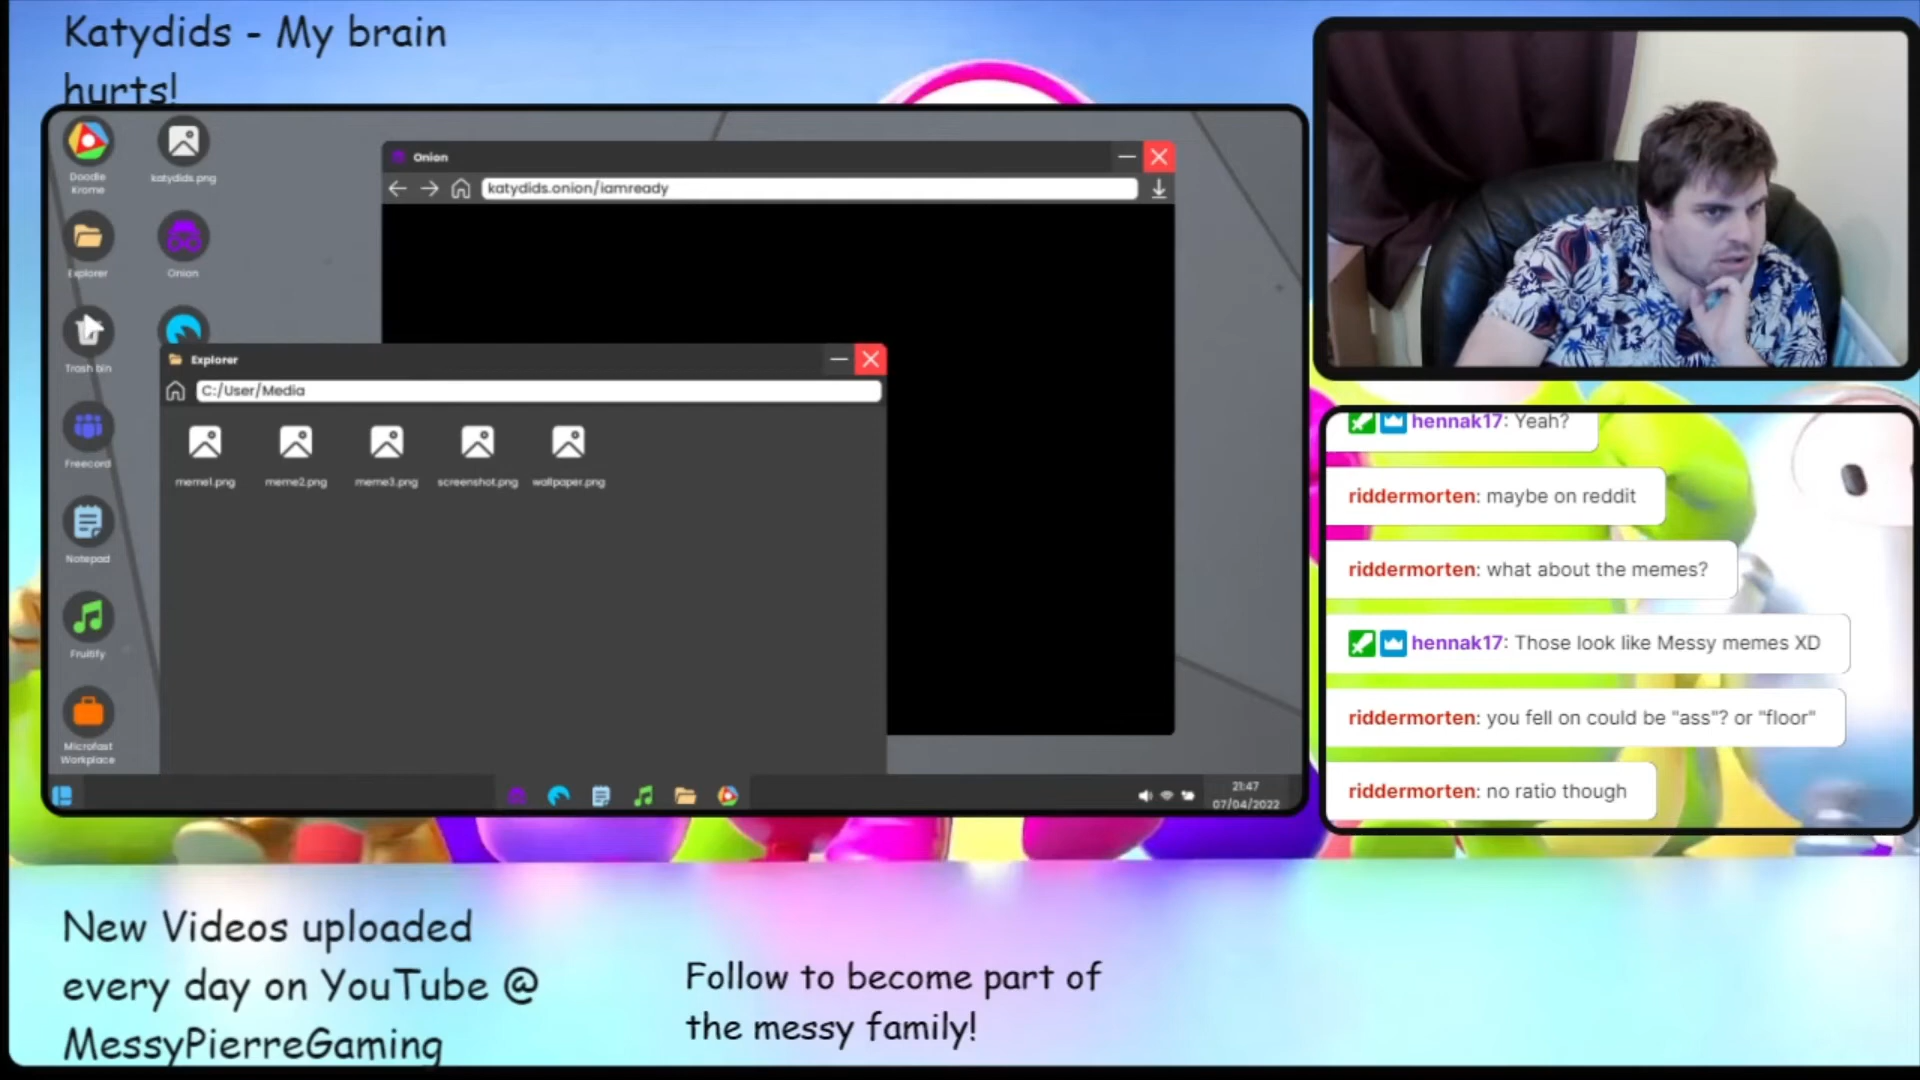 Katydids - My brain
hurts!
Doodle
Krome
katydids.png
Explorer
Onion
Trash bin
Freecord
Notepad
Fruitify
Microfast
Workplace
Onion
katydids.onion/iamready
Explorer
C:/User/Media
meme1.png
meme2.png
meme3.png
screenshot.png
wallpaper.png
21:47
07/04/2022
hennak17: Yeah?
riddermorten: maybe on reddit
riddermorten: what about the memes?
hennak17: Those look like Messy memes XD
riddermorten: you fell on could be "ass"? or "floor"
riddermorten: no ratio though
New Videos uploaded
every day on YouTube @
MessyPierreGaming
Follow to become part of
the messy family!